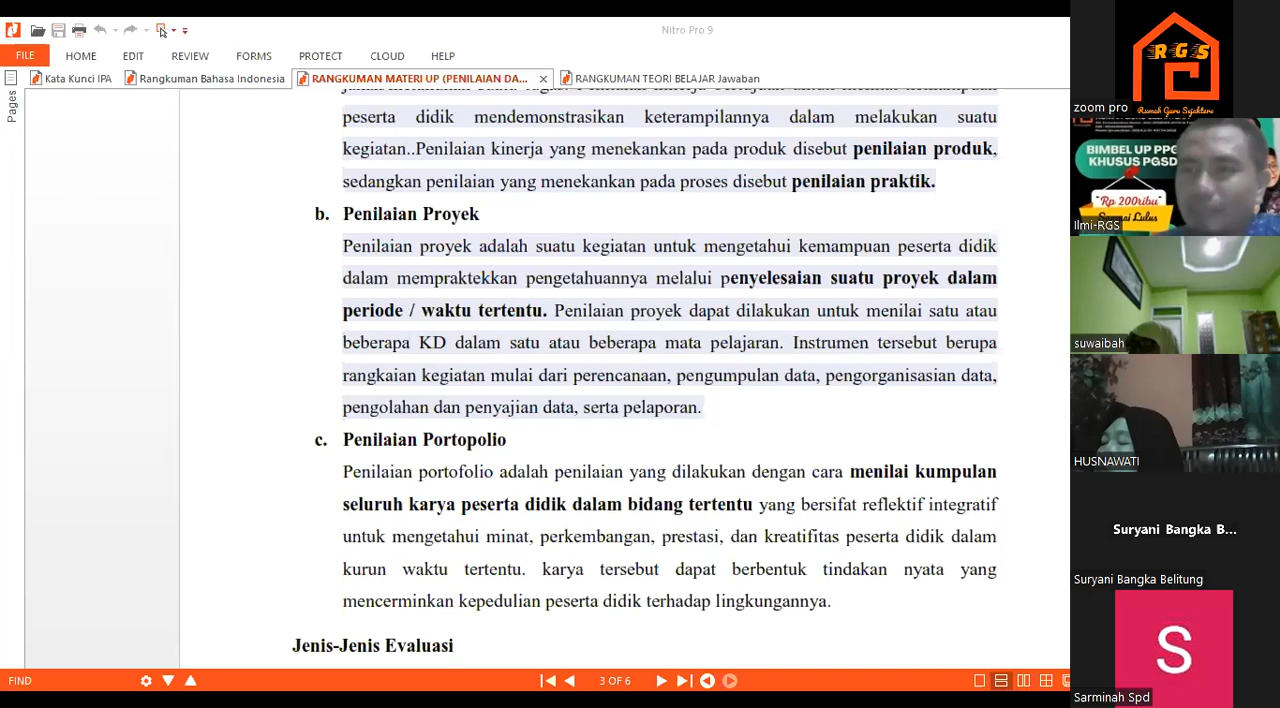 Nitro Pro 9
FILE HOME EDIT REVIEW FORMS PROTECT CLOUD HELP
Kata Kunci IPA Rangkuman Bahasa Indonesia RANGKUMAN MATERI UP (PENILAIAN DA... RANGKUMAN TEORI BELAJAR Jawaban
Pages
peserta didik mendemonstrasikan keterampilannya dalam melakukan suatu
kegiatan..Penilaian kinerja yang menekankan pada produk disebut penilaian produk,
sedangkan penilaian yang menekankan pada proses disebut penilaian praktik.
b. Penilaian Proyek
Penilaian proyek adalah suatu kegiatan untuk mengetahui kemampuan peserta didik
dalam mempraktekkan pengetahuannya melalui penyelesaian suatu proyek dalam
periode / waktu tertentu. Penilaian proyek dapat dilakukan untuk menilai satu atau
beberapa KD dalam satu atau beberapa mata pelajaran. Instrumen tersebut berupa
rangkaian kegiatan mulai dari perencanaan, pengumpulan data, pengorganisasian data,
pengolahan dan penyajian data, serta pelaporan.
c. Penilaian Portopolio
Penilaian portofolio adalah penilaian yang dilakukan dengan cara menilai kumpulan
seluruh karya peserta didik dalam bidang tertentu yang bersifat reflektif integratif
untuk mengetahui minat, perkembangan, prestasi, dan kreatifitas peserta didik dalam
kurun waktu tertentu. karya tersebut dapat berbentuk tindakan nyata yang
mencerminkan kepedulian peserta didik terhadap lingkungannya.
Jenis-Jenis Evaluasi
FIND 3 OF 6
RGS
Rumah Guru Sejahtera
zoom pro
BIMBEL UP PPG
KHUSUS PGSD
"Rp 200ribu
Sampai Lulus
Ilmi-RGS
suwaibah
HUSNAWATI
Suryani Bangka B...
Suryani Bangka Belitung
S
Sarminah Spd